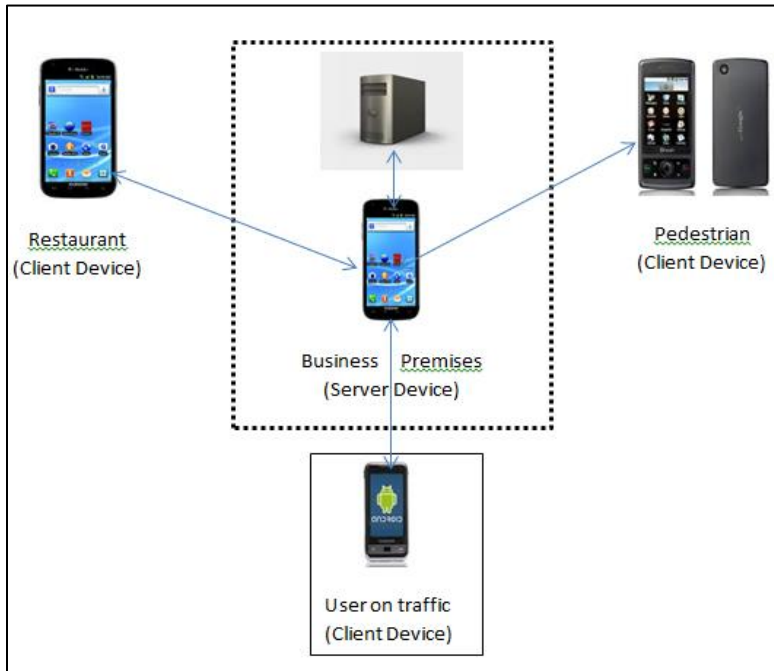 Restaurant
(Client Device)
Pedestrian
(Client Device)
Business Premises
(Server Device)
User on traffic
(Client Device)